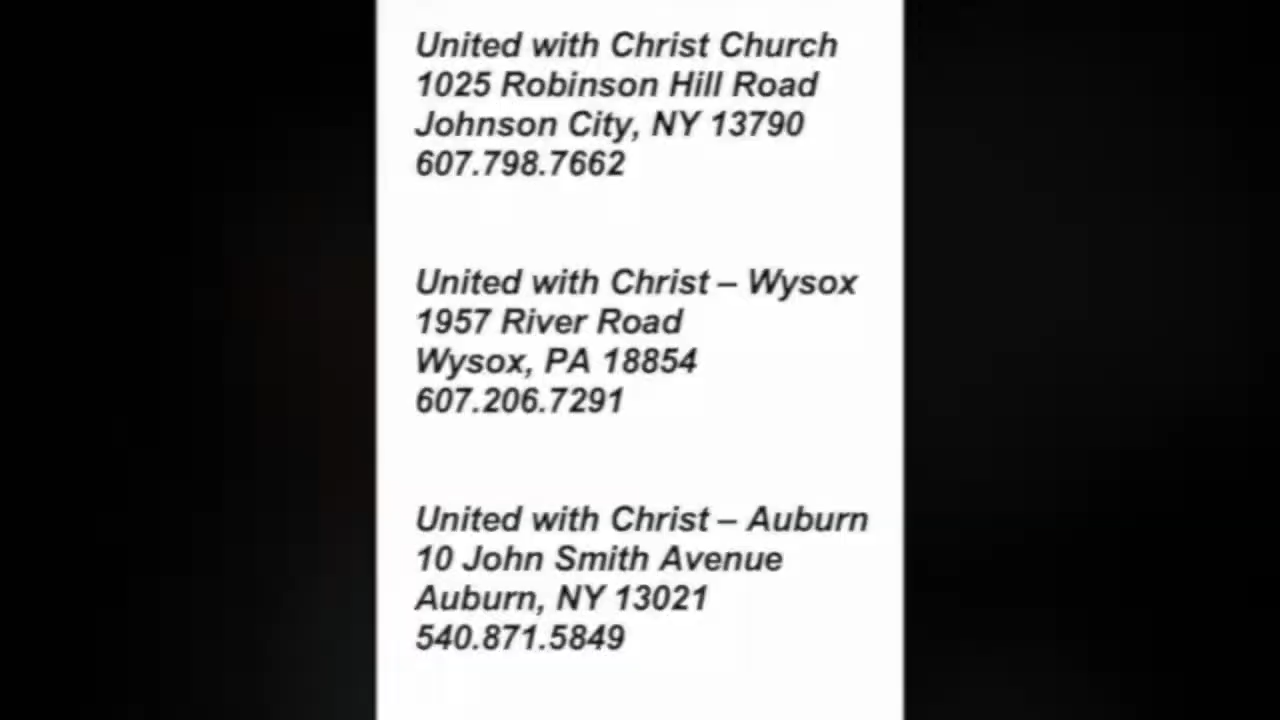 United with Christ Church
1025 Robinson Hill Road
Johnson City, NY 13790
607.798.7662
United with Christ – Wysox
1957 River Road
Wysox, PA 18854
607.206.7291
United with Christ – Auburn
10 John Smith Avenue
Auburn, NY 13021
540.871.5849